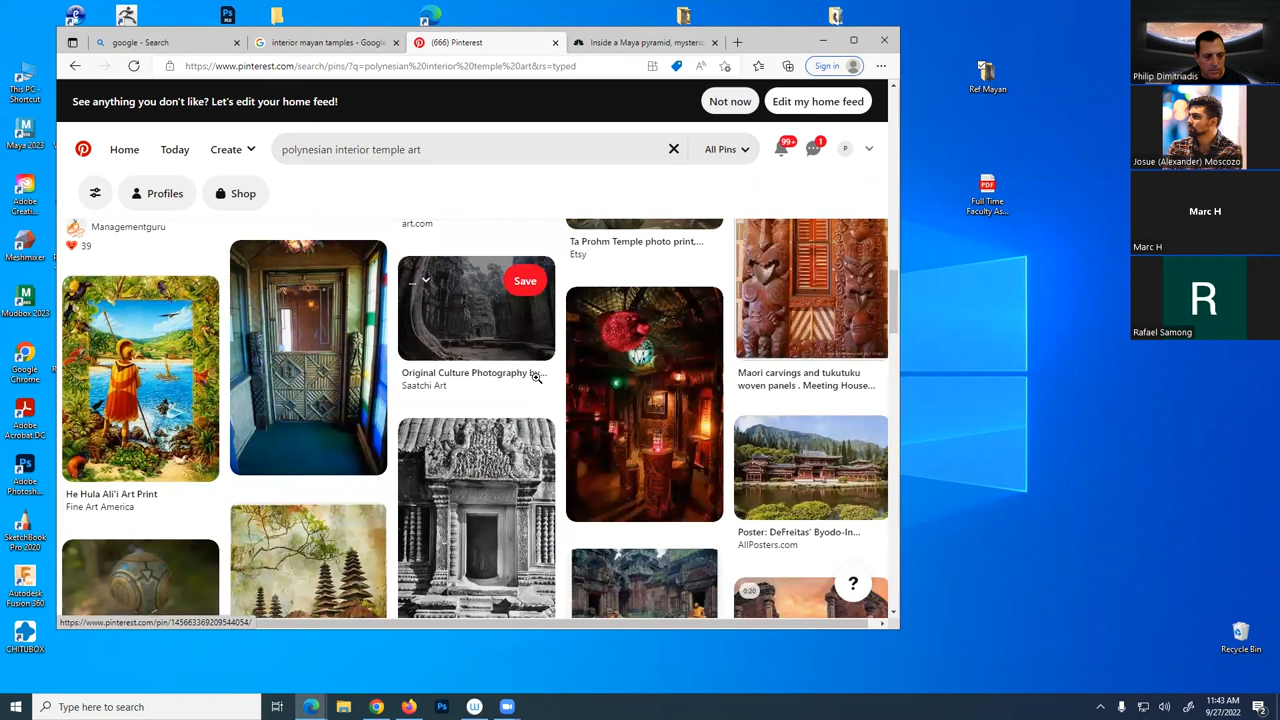 google - Search
interior mayan tamples - Google
(666) Pinterest
Inside a Maya pyramid, mysterio
https://www.pinterest.com/search/pins/?q=polynesian%20interior%20temple%20art&rs=typed
Sign in
See anything you don't like? Let's edit your home feed!
Not now
Edit my home feed
Home
Today
Create
polynesian interior temple art
All Pins
99+
1
P
Profiles
Shop
Managementguru
39
He Hula Ali'i Art Print
Fine Art America
art.com
...
Save
Original Culture Photography by...
Saatchi Art
Ta Prohm Temple photo print,...
Etsy
Maori carvings and tukutuku
woven panels . Meeting House...
Poster: DeFreitas' Byodo-In...
AllPosters.com
0:20
?
https://www.pinterest.com/pin/145663369209544054/
This PC -
Shortcut
Maya 2023
Adobe
Creati...
Meshmixer
Mudbox 2023
Google
Chrome
Adobe
Acrobat DC
Adobe
Photosh...
SketchBook
Pro 2020
Autodesk
Fusion 360
CHITUBOX
Ref Mayan
PDF
Full Time
Faculty As...
Recycle Bin
Philip Dimitriadis
Josue (Alexander) Moscozo
Marc H
Marc H
R
Rafael Samong
Type here to search
11:43 AM
9/27/2022
2